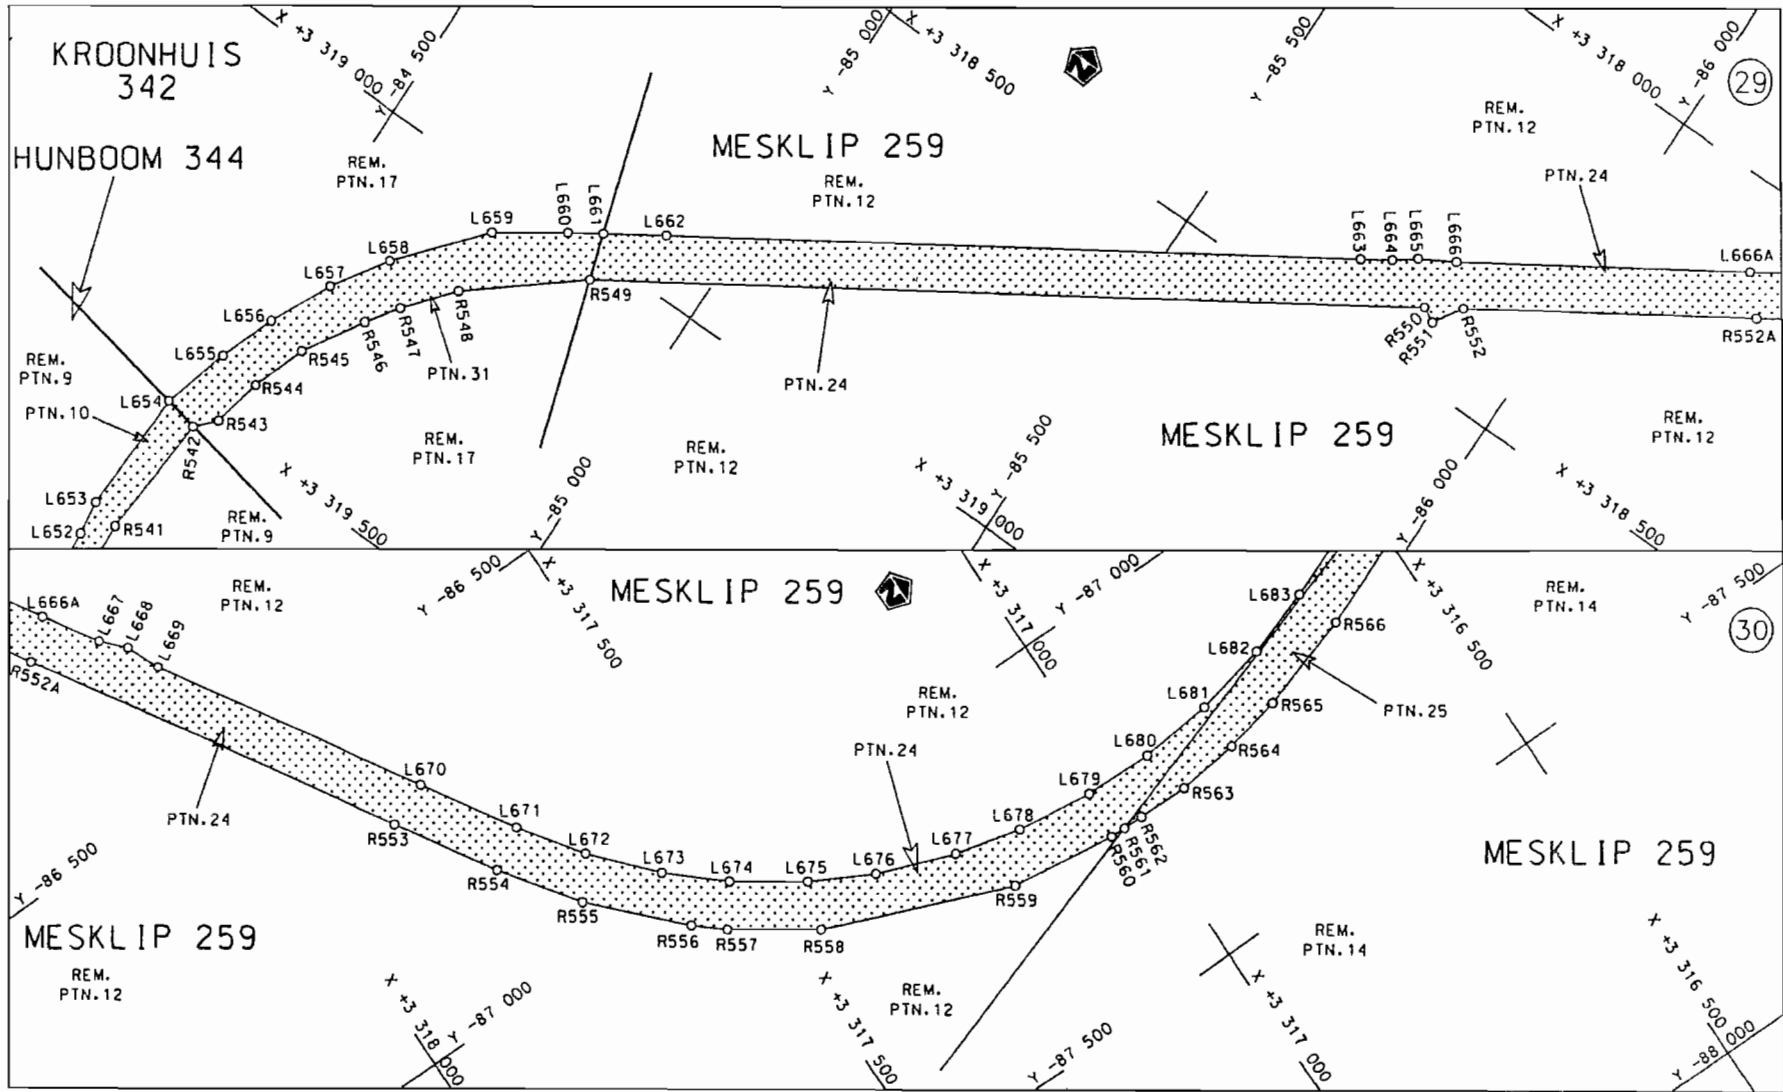 KROONHUIS
342
HUNBOOM 344
X +3 319 000
Y -84 500
Y -85 000
X +3 318 500
Y -85 500
X +3 318 000
Y -86 000
29
MESKLIP 259
REM.
PTN.17
REM.
PTN.12
REM.
PTN.12
PTN.24
L659
L660
L661
L662
L663
L664
L665
L666
L666A
L658
L657
L656
L655
L654
L653
L652
R549
R548
R547
R546
R545
R544
R543
R542
R541
R550
R551
R552
R552A
PTN.31
PTN.24
REM.
PTN.9
PTN.10
REM.
PTN.17
REM.
PTN.12
MESKLIP 259
REM.
PTN.12
REM.
PTN.9
X +3 319 500
Y -85 000
X +3 319 000
Y -85 500
Y -86 000
X +3 318 500
L666A
L667
L668
L669
REM.
PTN.12
Y -86 500
X +3 317 500
MESKLIP 259
X +3 317 000
Y -87 000
X +3 316 500
REM.
PTN.14
Y -87 500
30
R552A
L683
R566
L682
L681
R565
PTN.25
REM.
PTN.12
PTN.24
L680
R564
L679
R563
L670
L671
L672
L673
L674
L675
L676
L677
L678
PTN.24
R553
R554
R555
R556
R557
R558
R559
R560
R561
R562
MESKLIP 259
Y -86 500
MESKLIP 259
REM.
PTN.12
X +3 318 000
Y -87 000
X +3 317 500
REM.
PTN.12
Y -87 500
X +3 317 000
REM.
PTN.14
X +3 316 500
Y -88 000